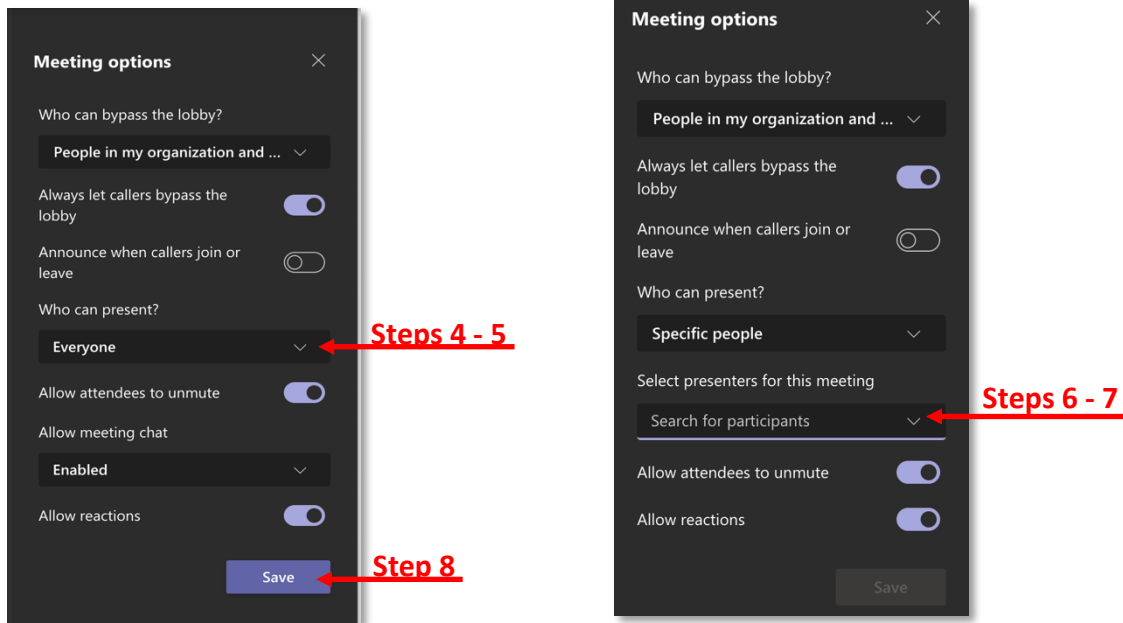 Meeting options
Who can bypass the lobby?
People in my organization and ...
Always let callers bypass the
lobby
Announce when callers join or
leave
Who can present?
Everyone
Steps 4 - 5
Allow attendees to unmute
Allow meeting chat
Enabled
Allow reactions
Save
Step 8
Meeting options
Who can bypass the lobby?
People in my organization and ...
Always let callers bypass the
lobby
Announce when callers join or
leave
Who can present?
Specific people
Select presenters for this meeting
Search for participants
Steps 6 - 7
Allow attendees to unmute
Allow reactions
Save